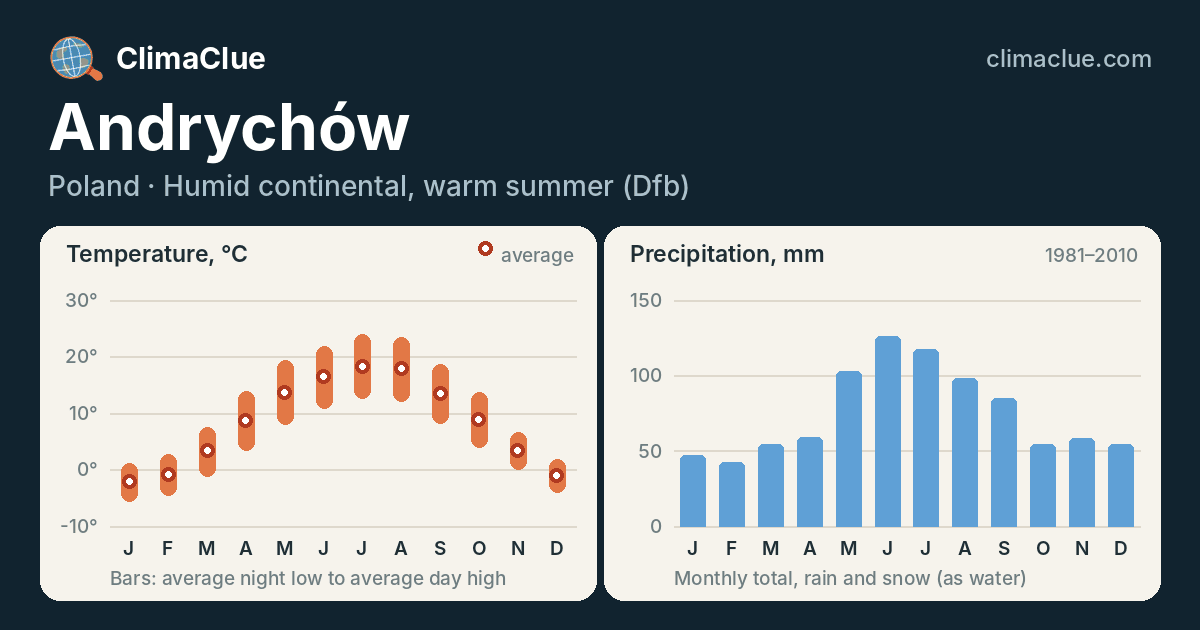 ClimaClue
climaclue.com
Andrychów
Poland · Humid continental, warm summer (Dfb)
Temperature, °C
average
30°
20°
10°
0°
-10°
J F M A M J J A S O N D
Bars: average night low to average day high
Precipitation, mm
1981–2010
150
100
50
0
J F M A M J J A S O N D
Monthly total, rain and snow (as water)